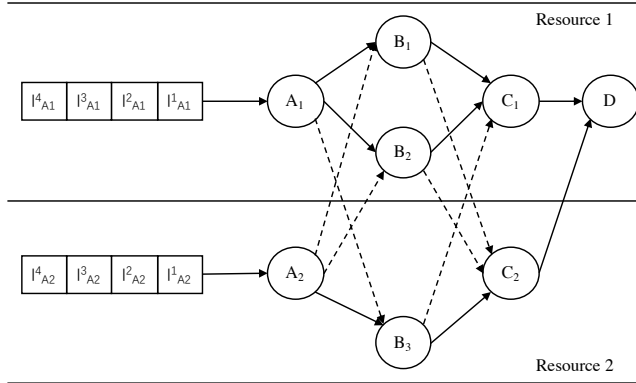 Resource 1
B₁
I⁴A1 I³A1 I²A1 I¹A1
A₁
C₁
D
B₂
I⁴A2 I³A2 I²A2 I¹A2
A₂
C₂
B₃
Resource 2